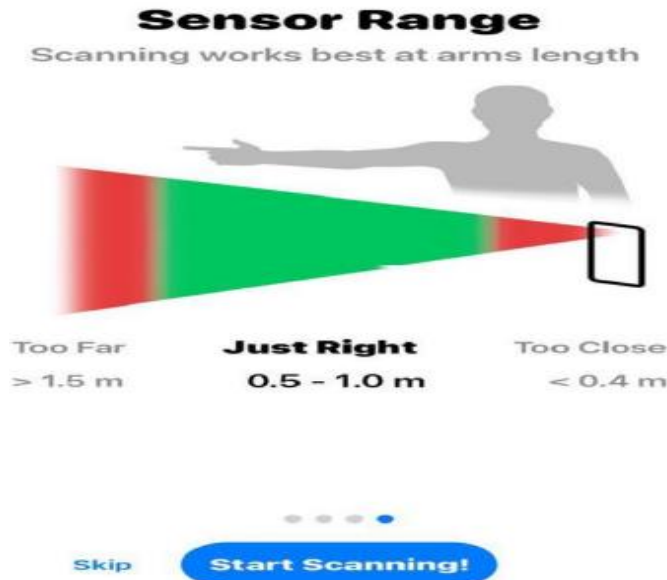 Sensor Range
Scanning works best at arms length
Too Far Just Right Too Close
> 1.5 m 0.5 - 1.0 m < 0.4 m
Skip Start Scanning!